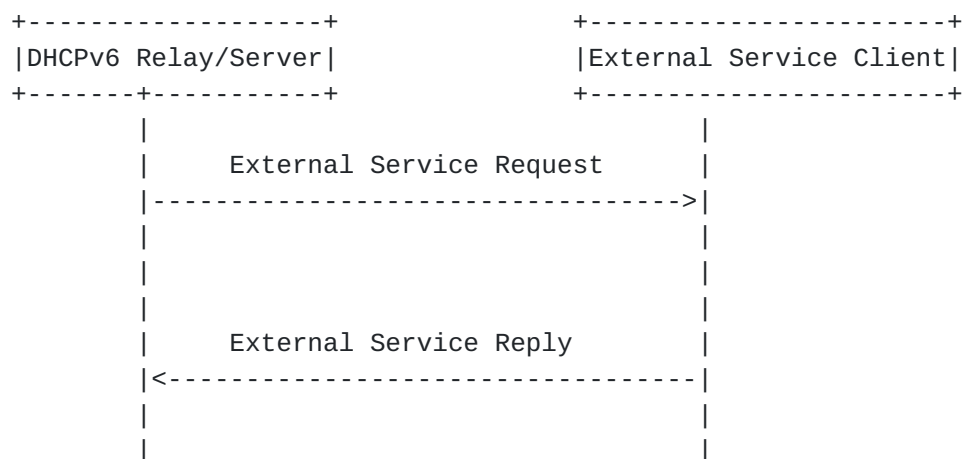 DHCPv6 Relay/Server External Service Client
External Service Request
External Service Reply